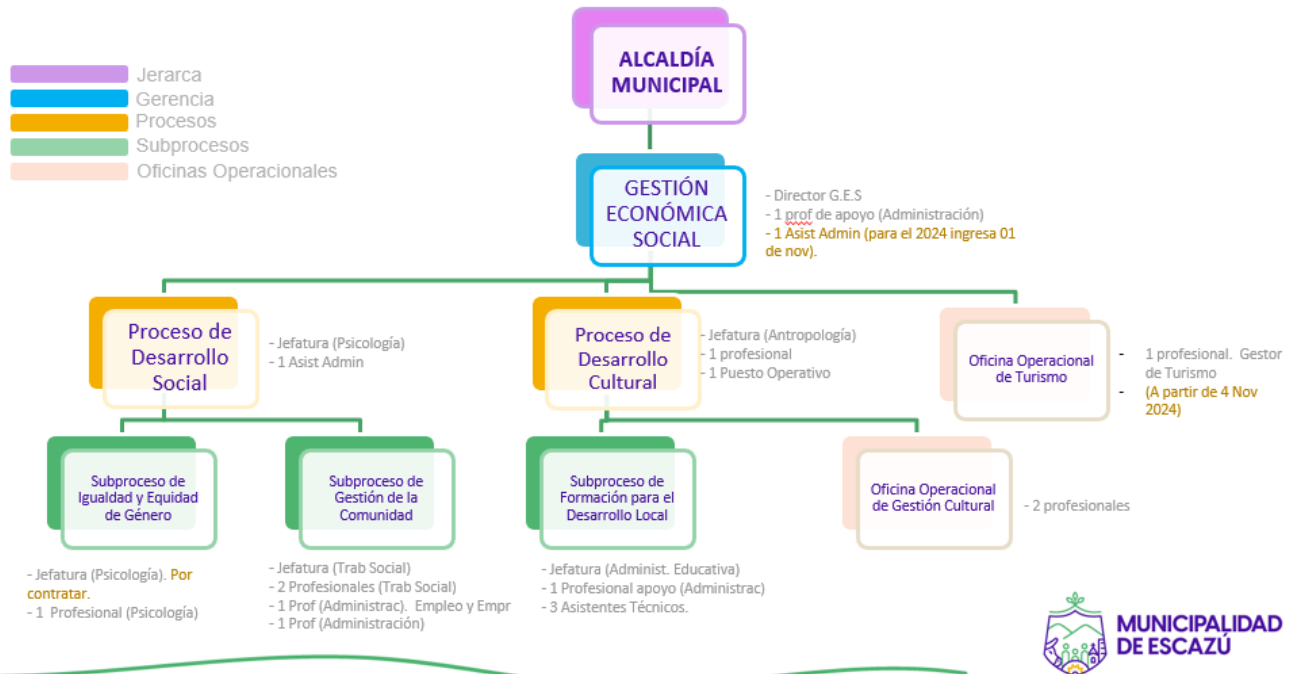 Jerarca
Gerencia
Procesos
Subprocesos
Oficinas Operacionales
ALCALDÍA
MUNICIPAL
GESTIÓN
ECONÓMICA
SOCIAL
- Director G.E.S
- 1 prof de apoyo (Administración)
- 1 Asist Admin (para el 2024 ingresa 01
de nov).
Proceso de
Desarrollo
Social
- Jefatura (Psicología)
- 1 Asist Admin
Proceso de
Desarrollo
Cultural
- Jefatura (Antropología)
- 1 profesional
- 1 Puesto Operativo
Oficina Operacional
de Turismo
- 1 profesional. Gestor
de Turismo
- (A partir de 4 Nov
2024)
Subproceso de
Igualdad y Equidad
de Género
- Jefatura (Psicología). Por
contratar.
- 1 Profesional (Psicología)
Subproceso de
Gestión de la
Comunidad
- Jefatura (Trab Social)
- 2 Profesionales (Trab Social)
- 1 Prof (Administrac). Empleo y Empr
- 1 Prof (Administración)
Subproceso de
Formación para el
Desarrollo Local
- Jefatura (Administ. Educativa)
- 1 Profesional apoyo (Administrac)
- 3 Asistentes Técnicos.
Oficina Operacional
de Gestión Cultural
- 2 profesionales
MUNICIPALIDAD
DE ESCAZÚ